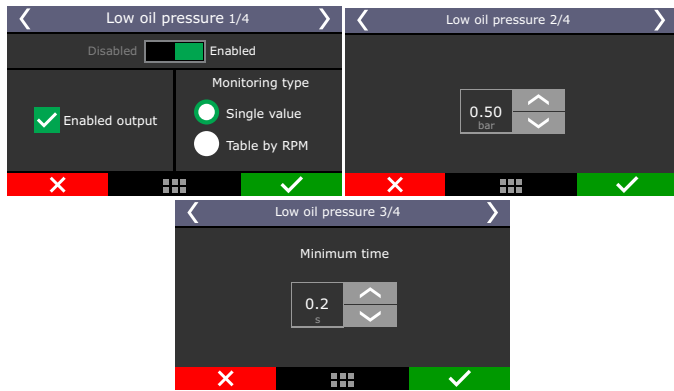 Low oil pressure 1/4
Disabled Enabled
Enabled output
Monitoring type
Single value
Table by RPM
Low oil pressure 2/4
0.50
bar
Low oil pressure 3/4
Minimum time
0.2
s